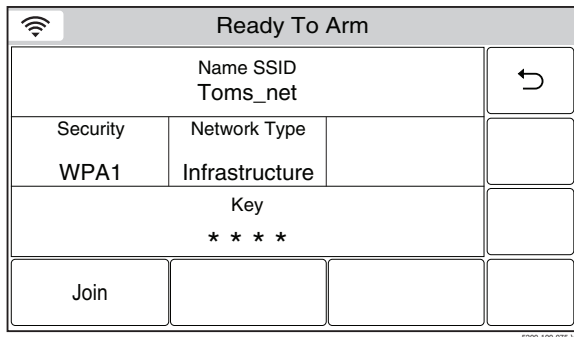 Ready To Arm
Name SSID
Toms_net
Security
Network Type
WPA1
Infrastructure
Key
* * * *
Join